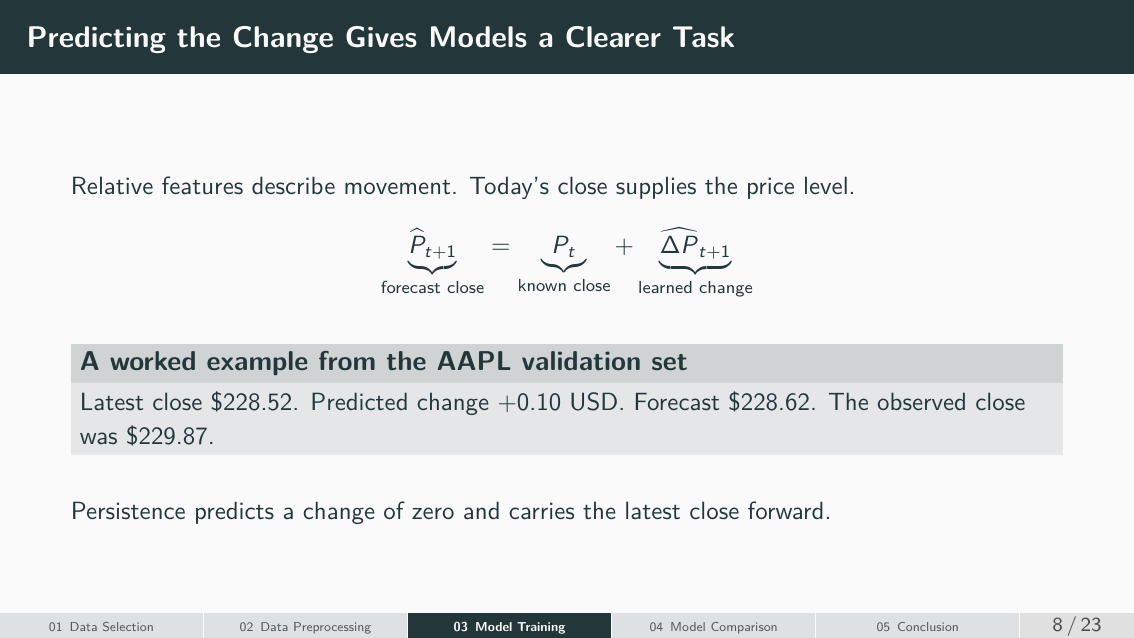 Predicting the Change Gives Models a Clearer Task
Relative features describe movement. Today's close supplies the price level.
P̂ₜ₊₁ = Pₜ + ΔP̂ₜ₊₁
forecast close known close learned change
A worked example from the AAPL validation set
Latest close $228.52. Predicted change +0.10 USD. Forecast $228.62. The observed close
was $229.87.
Persistence predicts a change of zero and carries the latest close forward.
01 Data Selection 02 Data Preprocessing 03 Model Training 04 Model Comparison 05 Conclusion 8 / 23